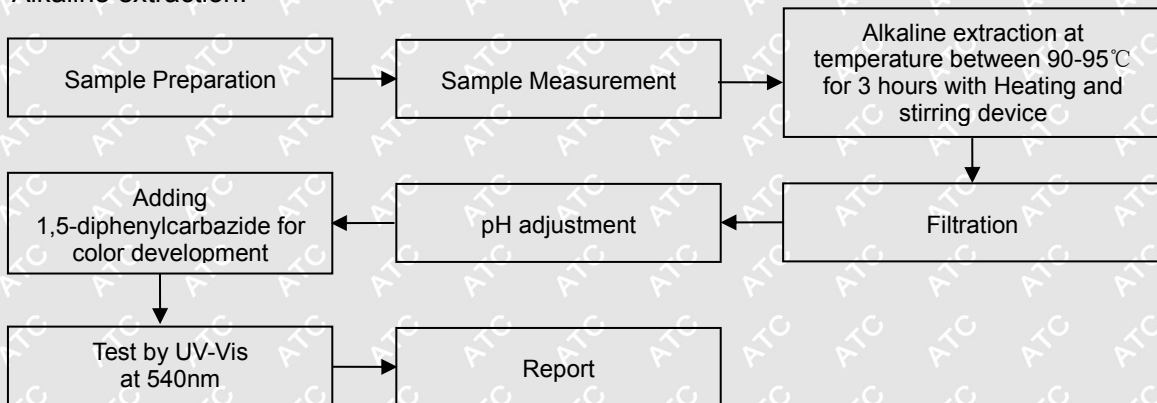 Alkaline extraction:
Sample Preparation
Sample Measurement
Alkaline extraction at
temperature between 90-95℃
for 3 hours with Heating and
stirring device
Filtration
pH adjustment
Adding
1,5-diphenylcarbazide for
color development
Test by UV-Vis
at 540nm
Report